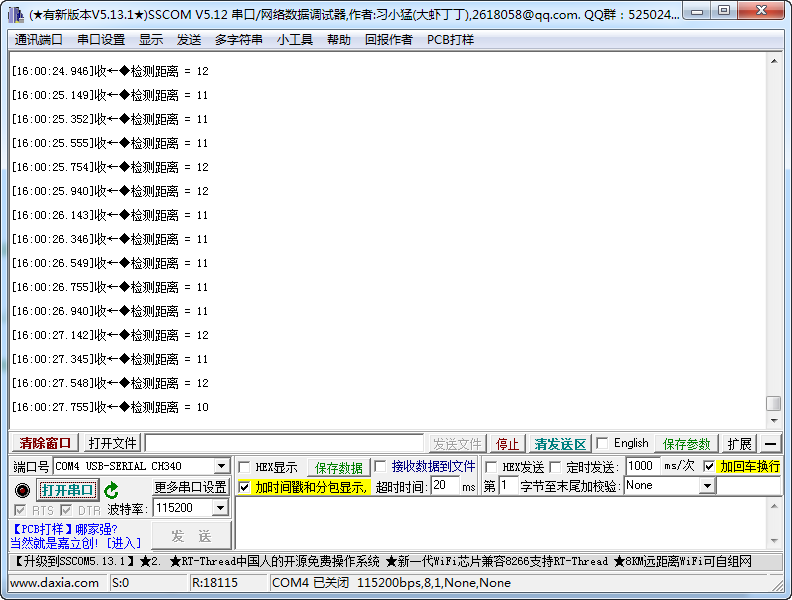 (★有新版本V5.13.1★)SSCOM V5.12 串口/网络数据调试器,作者:习小猛(大虾丁丁),2618058@qq.com. QQ群：525024...
通讯端口 串口设置 显示 发送 多字符串 小工具 帮助 回报作者 PCB打样
[16:00:24.946]收←◆检测距离 = 12
[16:00:25.149]收←◆检测距离 = 11
[16:00:25.352]收←◆检测距离 = 11
[16:00:25.555]收←◆检测距离 = 11
[16:00:25.754]收←◆检测距离 = 12
[16:00:25.940]收←◆检测距离 = 12
[16:00:26.143]收←◆检测距离 = 11
[16:00:26.346]收←◆检测距离 = 11
[16:00:26.549]收←◆检测距离 = 11
[16:00:26.755]收←◆检测距离 = 11
[16:00:26.940]收←◆检测距离 = 11
[16:00:27.142]收←◆检测距离 = 12
[16:00:27.345]收←◆检测距离 = 11
[16:00:27.548]收←◆检测距离 = 12
[16:00:27.755]收←◆检测距离 = 10
清除窗口 打开文件 发送文件 停止 清发送区 English 保存参数 扩展 —
端口号 COM4 USB-SERIAL CH340 HEX显示 保存数据 接收数据到文件 HEX发送 定时发送: 1000 ms/次 加回车换行
打开串口 更多串口设置 加时间戳和分包显示, 超时时间: 20 ms 第 1 字节至末尾加校验: None
RTS DTR 波特率: 115200
【PCB打样】哪家强?
当然就是嘉立创! [进入]
发 送
【升级到SSCOM5.13.1】★2. ★RT-Thread中国人的开源免费操作系统 ★新一代WiFi芯片兼容8266支持RT-Thread ★8KM远距离WiFi可自组网
www.daxia.com S:0 R:18115 COM4 已关闭 115200bps,8,1,None,None